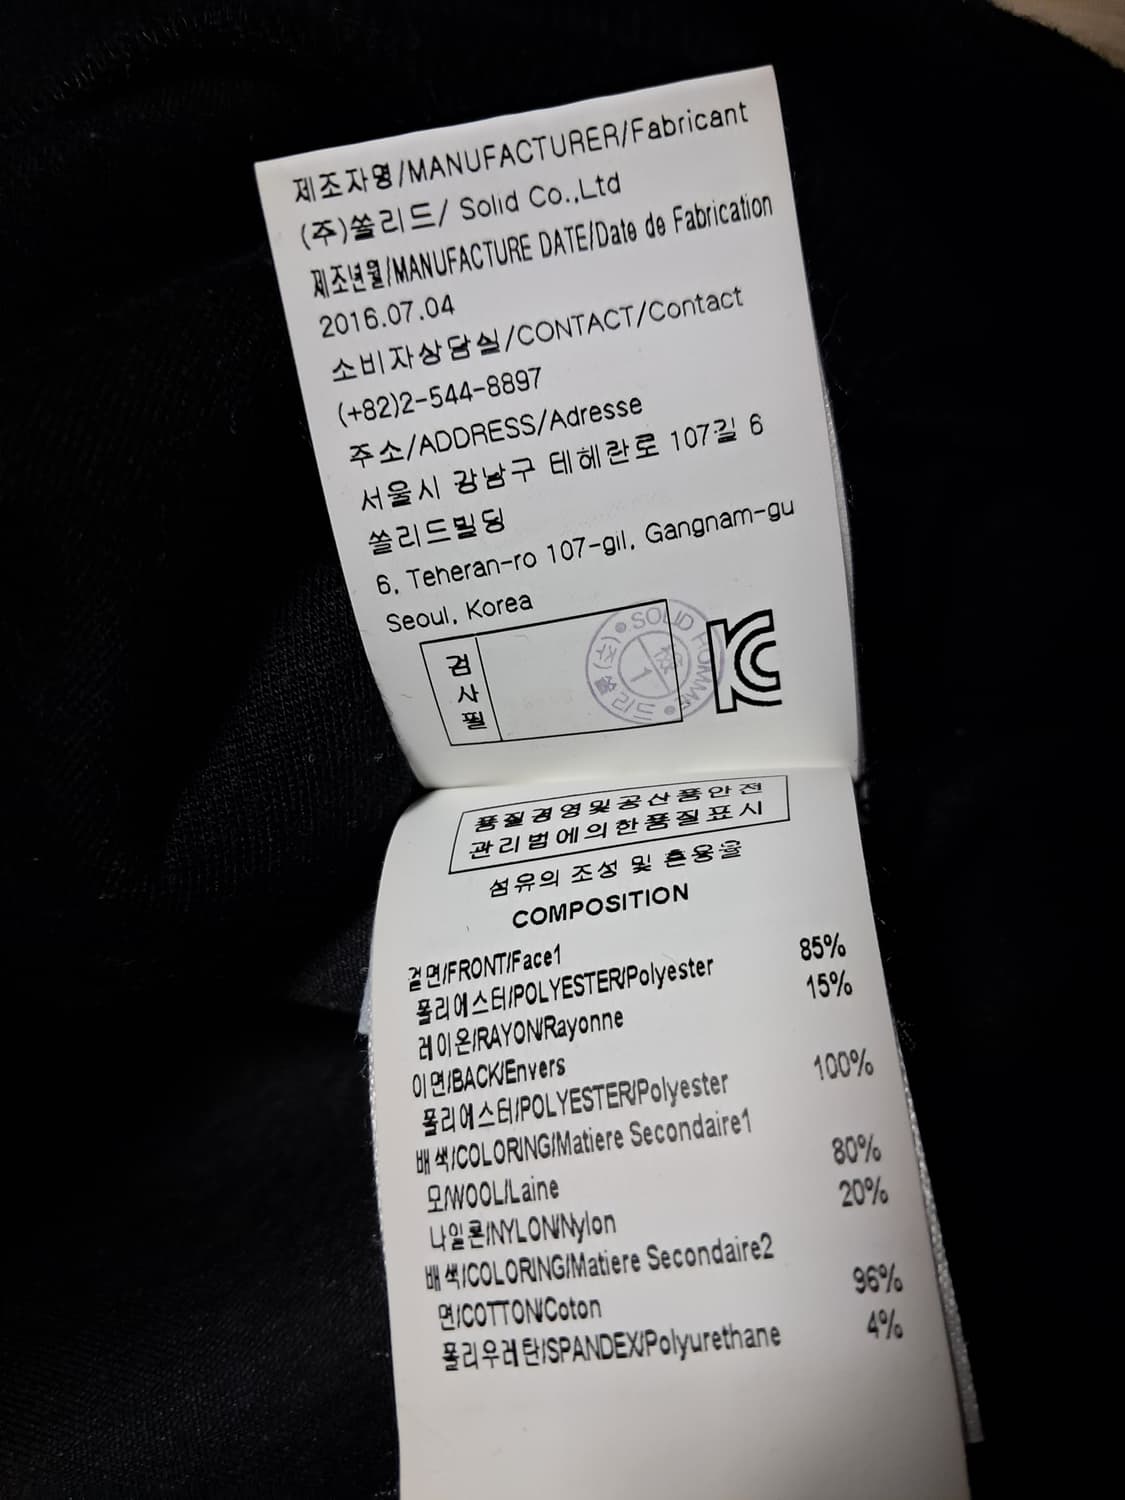 제조자명/MANUFACTURER/Fabricant
(주)쏠리드/ Solid Co.,Ltd
제조년월/MANUFACTURE DATE/Date de Fabrication
2016.07.04
소비자상담실/CONTACT/Contact
(+82)2-544-8897
주소/ADDRESS/Adresse
서울시 강남구 테헤란로 107길 6
쏠리드빌딩
6, Teheran-ro 107-gil, Gangnam-gu
Seoul, Korea
검사필
SOLID HOMME (주)쏠리드
1
KC
품질경영및공산품안전
관리법에의한품질표시
섬유의 조성 및 혼용율
COMPOSITION
겉면/FRONT/Face1
폴리에스터/POLYESTER/Polyester 85%
레이온/RAYON/Rayonne 15%
이면/BACK/Envers
폴리에스터/POLYESTER/Polyester 100%
배색/COLORING/Matiere Secondaire1
모/WOOL/Laine 80%
나일론/NYLON/Nylon 20%
배색/COLORING/Matiere Secondaire2
면/COTTON/Coton 96%
폴리우레탄/SPANDEX/Polyurethane 4%